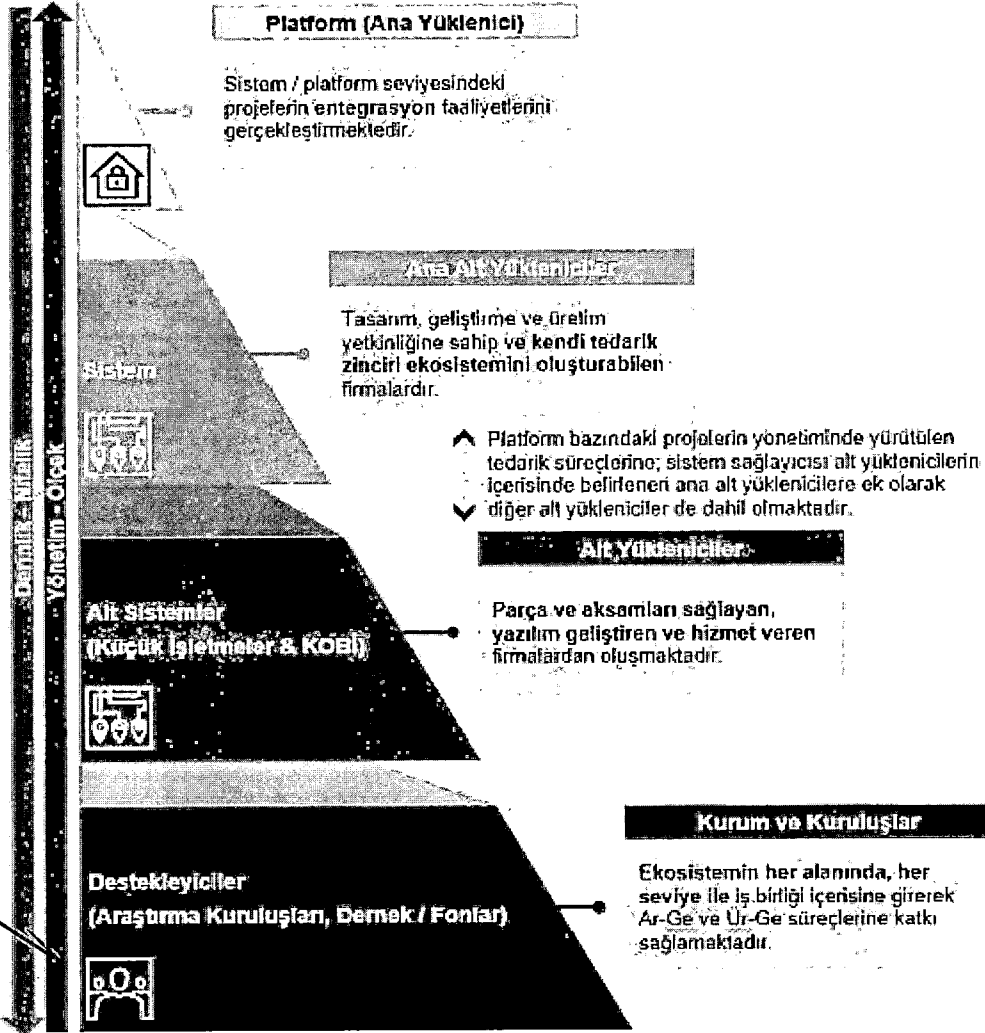 Platform (Ana Yüklenici)
Sistem / platform seviyesindeki
projelerin entegrasyon faaliyetlerini
gerçekleştirmektedir.
Ana Alt Yükleniciler
Tasarım, geliştirme ve üretim
yetkinliğine sahip ve kendi tedarik
zinciri ekosistemini oluşturabilen
firmalardır.
Sistem
Platform bazındaki projelerin yönetiminde yürütülen
tedarik süreçlerine; sistem sağlayıcısı alt yüklenicilerin
içerisinde belirlenen ana alt yüklenicilere ek olarak
diğer alt yükleniciler de dahil olmaktadır.
Derinlik - Nitelik
Yönetim - Ölçek
Alt Yükleniciler
Alt Sistemler
(Küçük İşletmeler & KOBİ)
Parça ve aksamları sağlayan,
yazılım geliştiren ve hizmet veren
firmalardan oluşmaktadır.
Kurum ve Kuruluşlar
Destekleyiciler
(Araştırma Kuruluşları, Dernek / Fonlar)
Ekosistemin her alanında, her
seviye ile iş birliği içerisine girerek
Ar-Ge ve Ür-Ge süreçlerine katkı
sağlamaktadır.